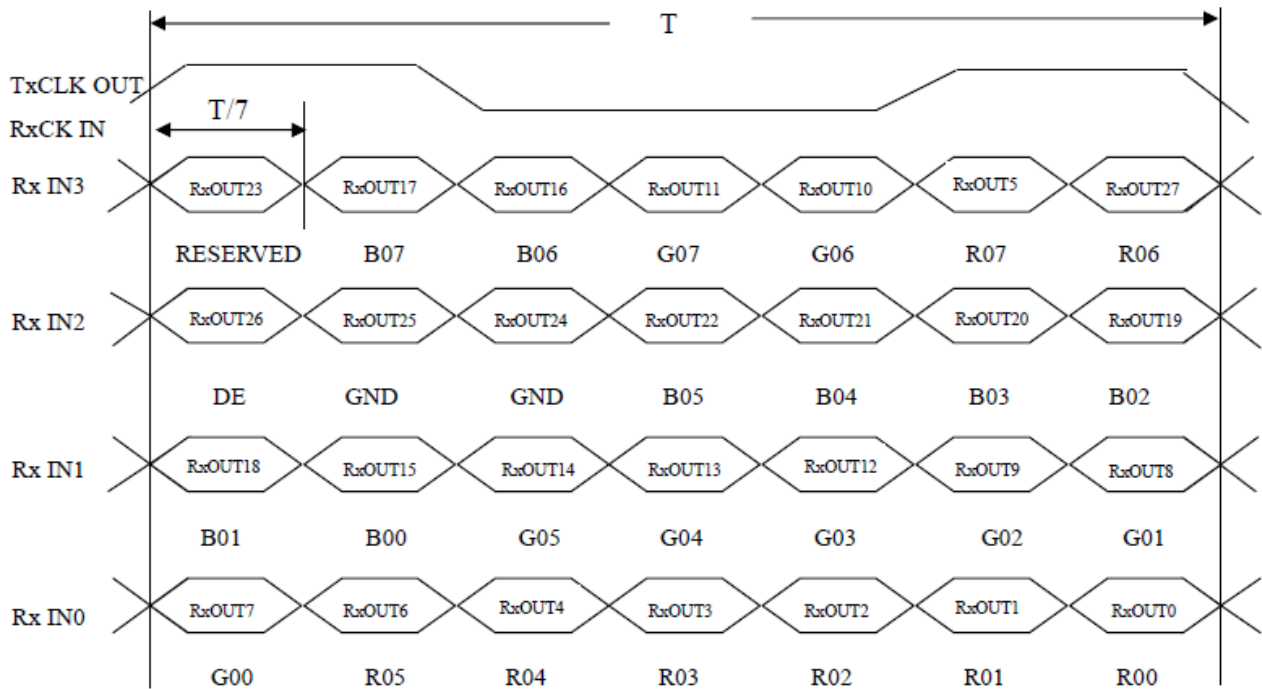 T
TxCLK OUT
T/7
RxCK IN
Rx IN3 RxOUT23 RxOUT17 RxOUT16 RxOUT11 RxOUT10 RxOUT5 RxOUT27
RESERVED B07 B06 G07 G06 R07 R06
Rx IN2 RxOUT26 RxOUT25 RxOUT24 RxOUT22 RxOUT21 RxOUT20 RxOUT19
DE GND GND B05 B04 B03 B02
Rx IN1 RxOUT18 RxOUT15 RxOUT14 RxOUT13 RxOUT12 RxOUT9 RxOUT8
B01 B00 G05 G04 G03 G02 G01
Rx IN0 RxOUT7 RxOUT6 RxOUT4 RxOUT3 RxOUT2 RxOUT1 RxOUT0
G00 R05 R04 R03 R02 R01 R00